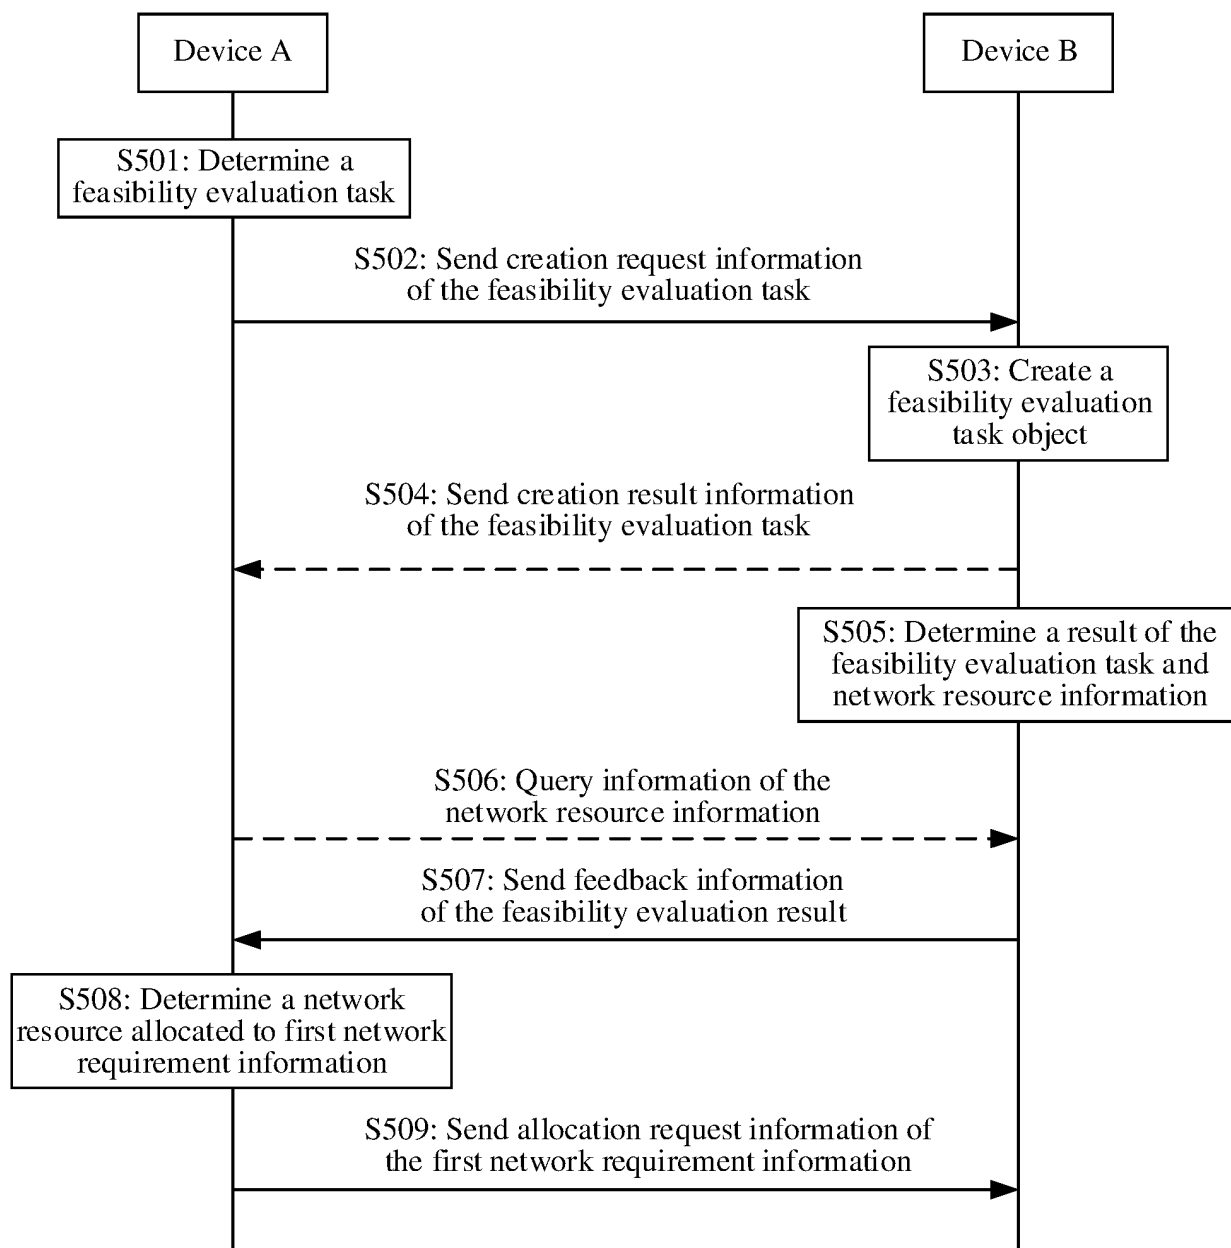 Device A
Device B
S501: Determine a
feasibility evaluation task
S502: Send creation request information
of the feasibility evaluation task
S503: Create a
feasibility evaluation
task object
S504: Send creation result information
of the feasibility evaluation task
S505: Determine a result of the
feasibility evaluation task and
network resource information
S506: Query information of the
network resource information
S507: Send feedback information
of the feasibility evaluation result
S508: Determine a network
resource allocated to first network
requirement information
S509: Send allocation request information of
the first network requirement information